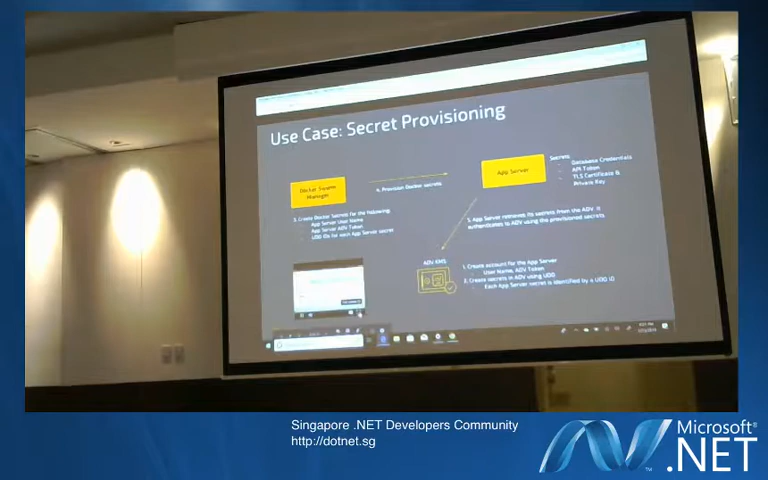 Use Case: Secret Provisioning
Docker Swarm
Manager
4. Provision Docker secrets
App Server
Secrets
Database Credentials
API Token
TLS Certificate &
Private Key
3. Create Docker Secrets for the following
App Server User Name
App Server ADV Token
UDO IDs for each App Server secret
5. App Server retrieves its secrets from the ADV. It
authenticates to ADV using the provisioned secrets
ADV KMS
1. Create account for the App Server
User Name, ADV Token
2. Create secrets in ADV using UDO
Each App Server secret is identified by a UDO ID
Singapore .NET Developers Community
http://dotnet.sg
Microsoft®
.NET
™